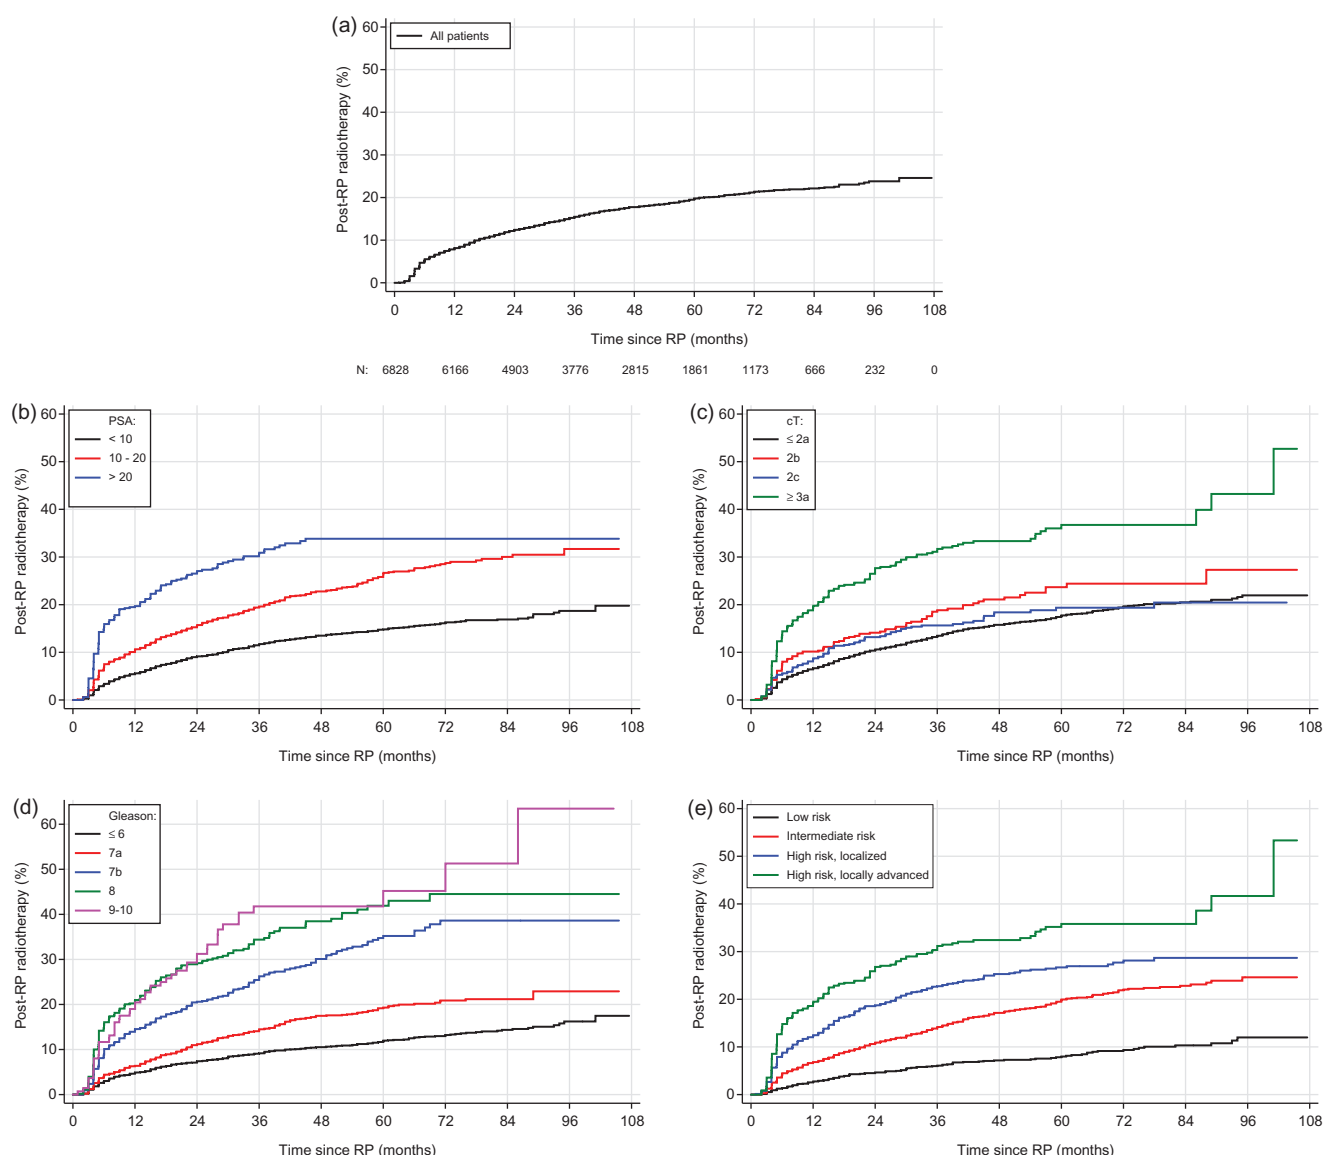 (a)
All patients
Post-RP radiotherapy (%)
60
50
40
30
20
10
0
0 12 24 36 48 60 72 84 96 108
Time since RP (months)
N: 6828 6166 4903 3776 2815 1861 1173 666 232 0
(b)
PSA:
< 10
10 - 20
> 20
Post-RP radiotherapy (%)
60
50
40
30
20
10
0
0 12 24 36 48 60 72 84 96 108
Time since RP (months)
(c)
cT:
≤ 2a
2b
2c
≥ 3a
Post-RP radiotherapy (%)
60
50
40
30
20
10
0
0 12 24 36 48 60 72 84 96 108
Time since RP (months)
(d)
Gleason:
≤ 6
7a
7b
8
9-10
Post-RP radiotherapy (%)
60
50
40
30
20
10
0
0 12 24 36 48 60 72 84 96 108
Time since RP (months)
(e)
Low risk
Intermediate risk
High risk, localized
High risk, locally advanced
Post-RP radiotherapy (%)
60
50
40
30
20
10
0
0 12 24 36 48 60 72 84 96 108
Time since RP (months)